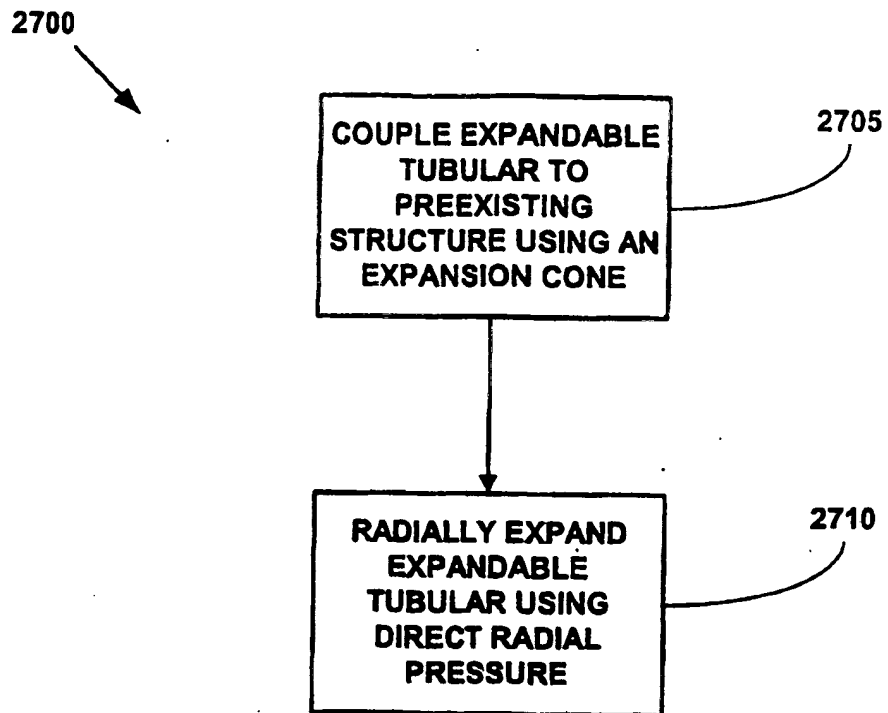 2700
COUPLE EXPANDABLE
TUBULAR TO
PREEXISTING
STRUCTURE USING AN
EXPANSION CONE
2705
RADIALLY EXPAND
EXPANDABLE
TUBULAR USING
DIRECT RADIAL
PRESSURE
2710